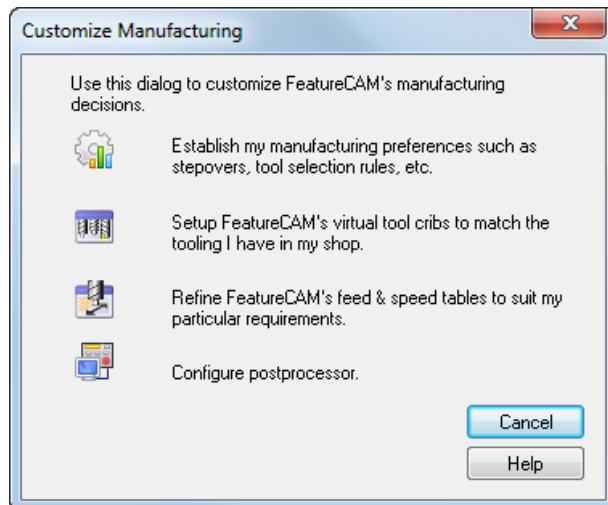 Customize Manufacturing
Use this dialog to customize FeatureCAM's manufacturing
decisions.
Establish my manufacturing preferences such as
stepovers, tool selection rules, etc.
Setup FeatureCAM's virtual tool cribs to match the
tooling I have in my shop.
Refine FeatureCAM's feed & speed tables to suit my
particular requirements.
Configure postprocessor.
Cancel
Help